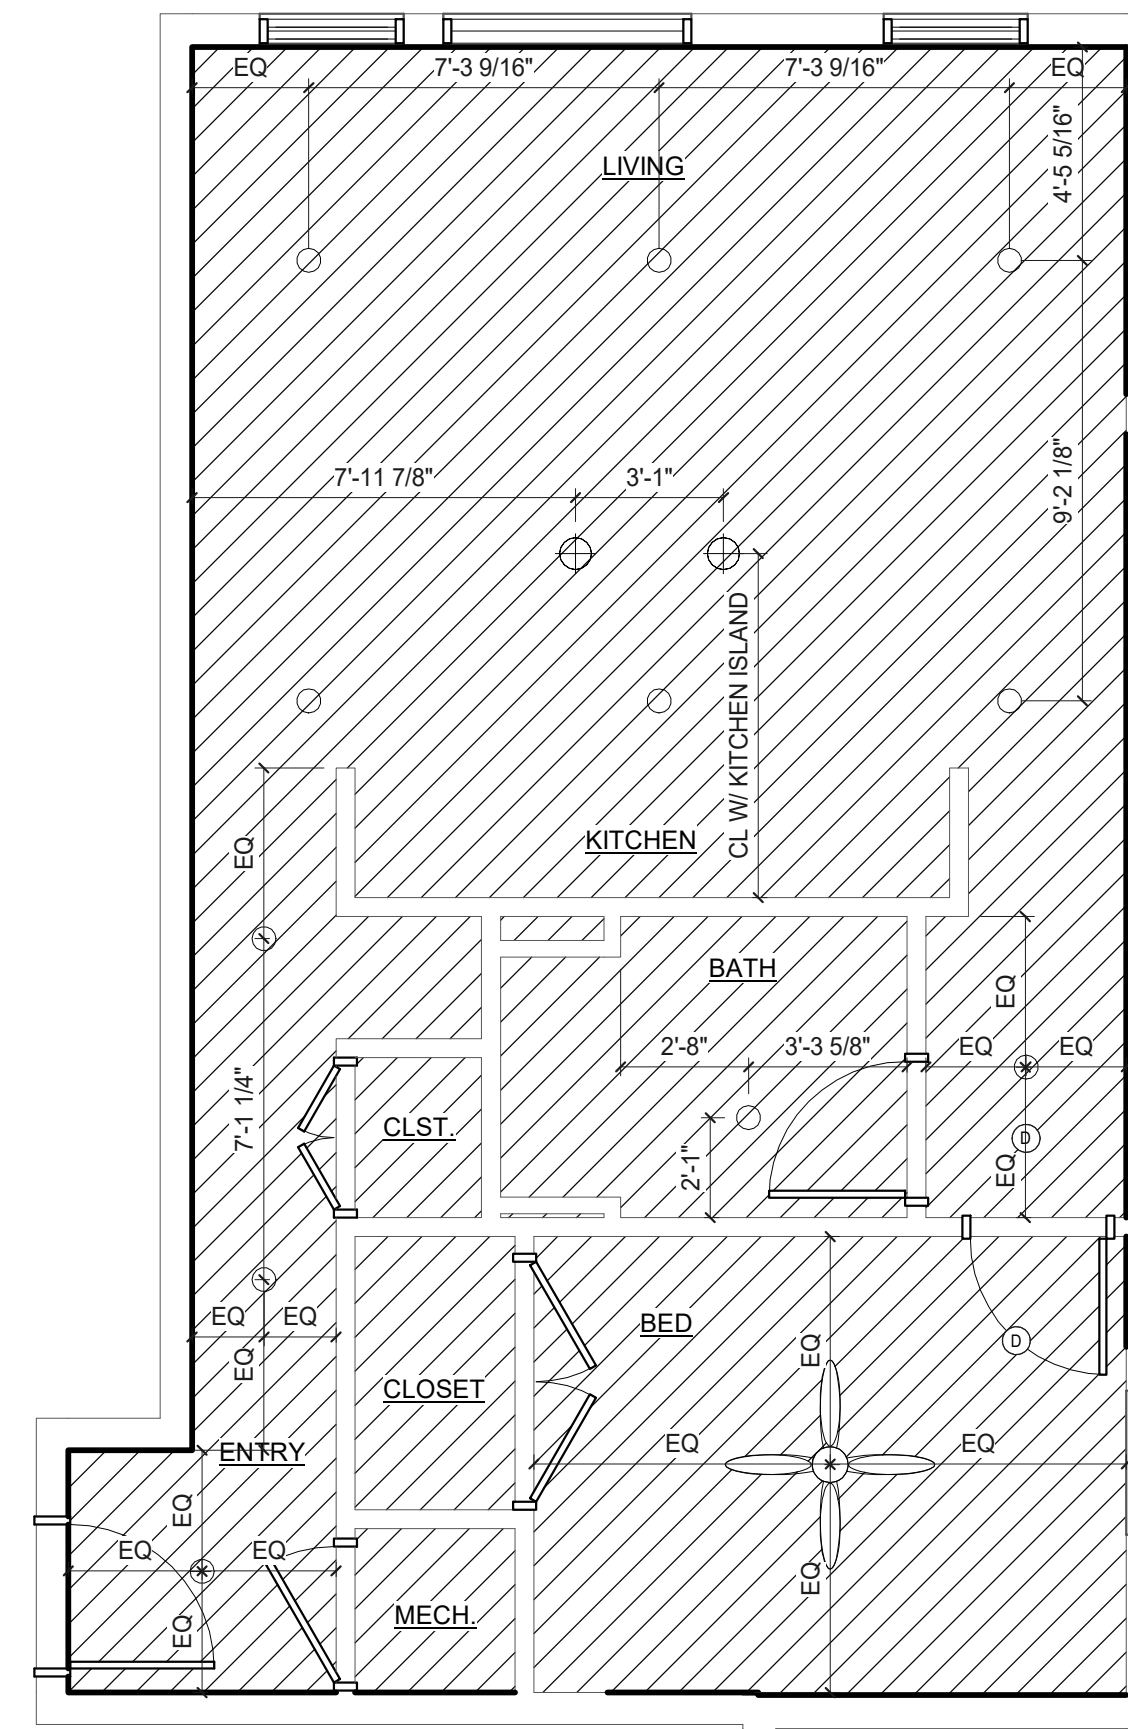 EQ
7'-3 9/16"
7'-3 9/16"
EQ
4'-5 5/16"
LIVING
7'-11 7/8"
3'-1"
9'-2 1/8"
CL W/ KITCHEN ISLAND
EQ
KITCHEN
BATH
EQ
2'-8"
3'-3 5/8"
EQ
EQ
7'-1 1/4"
CLST.
D
2'-1"
EQ
EQ
EQ
BED
D
EQ
EQ
CLOSET
ENTRY
EQ
EQ
EQ
EQ
EQ
EQ
MECH.
EQ